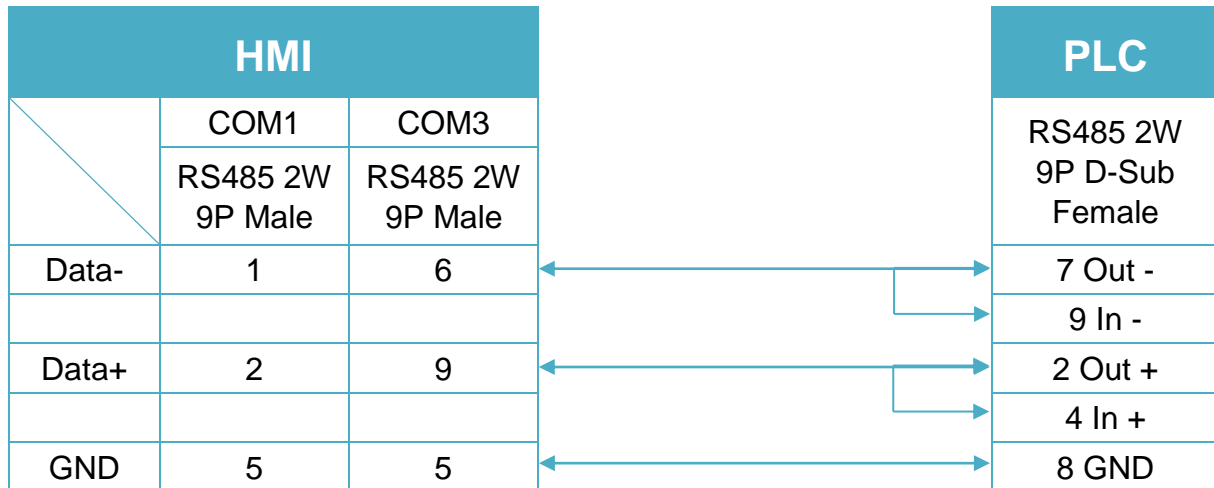 HMI
PLC
COM1 COM3
RS485 2W
9P Male
RS485 2W
9P Male
RS485 2W
9P D-Sub
Female
Data- 1 6 7 Out -
9 In -
Data+ 2 9 2 Out +
4 In +
GND 5 5 8 GND